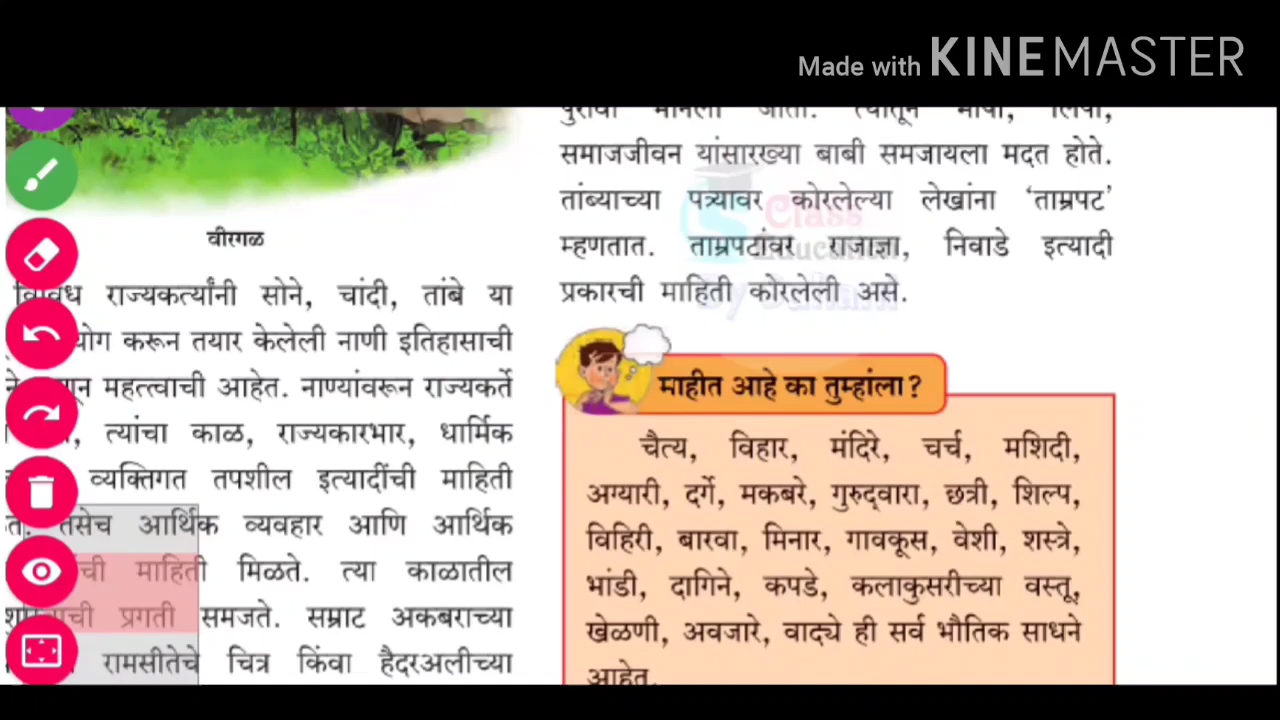 Made with KINEMASTER
वीरगळ
राज्यकर्त्यांनी सोने, चांदी, तांबे या
करून तयार केलेली नाणी इतिहासाची
महत्त्वाची आहेत. नाण्यांवरून राज्यकर्ते
त्यांचा काळ, राज्यकारभार, धार्मिक
व्यक्तिगत तपशील इत्यादींची माहिती
तसेच आर्थिक व्यवहार आणि आर्थिक
माहिती मिळते. त्या काळातील
प्रगती समजते. सम्राट अकबराच्या
रामसीतेचे चित्र किंवा हैदरअलीच्या
समाजजीवन यांसारख्या बाबी समजायला मदत होते.
तांब्याच्या पत्र्यावर कोरलेल्या लेखांना ‘ताम्रपट’
म्हणतात. ताम्रपटांवर राजाज्ञा, निवाडे इत्यादी
प्रकारची माहिती कोरलेली असे.
Class
Education
माहीत आहे का तुम्हांला?
चैत्य, विहार, मंदिरे, चर्च, मशिदी,
अग्यारी, दर्गे, मकबरे, गुरुद्‌वारा, छत्री, शिल्प,
विहिरी, बारवा, मिनार, गावकूस, वेशी, शस्त्रे,
भांडी, दागिने, कपडे, कलाकुसरीच्या वस्तू,
खेळणी, अवजारे, वाद्ये ही सर्व भौतिक साधने
आहेत.